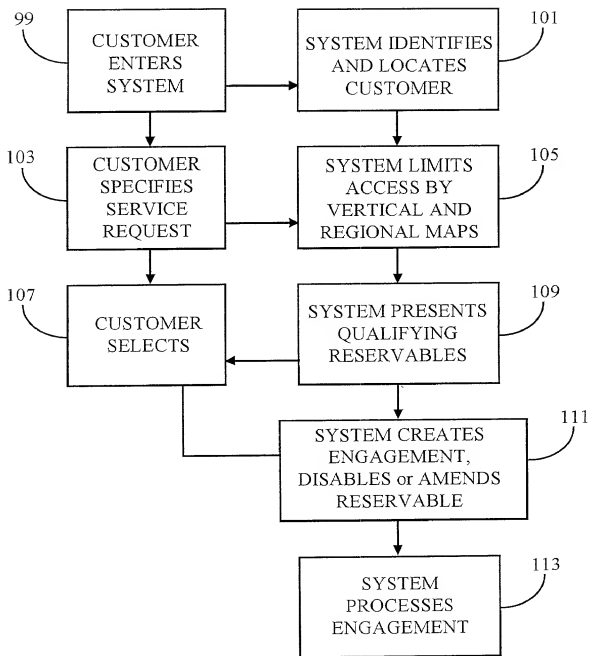 99
CUSTOMER
ENTERS
SYSTEM
SYSTEM IDENTIFIES
AND LOCATES
CUSTOMER
101
103
CUSTOMER
SPECIFIES
SERVICE
REQUEST
SYSTEM LIMITS
ACCESS BY
VERTICAL AND
REGIONAL MAPS
105
107
CUSTOMER
SELECTS
SYSTEM PRESENTS
QUALIFYING
RESERVABLES
109
SYSTEM CREATES
ENGAGEMENT,
DISABLES or AMENDS
RESERVABLE
111
SYSTEM
PROCESSES
ENGAGEMENT
113